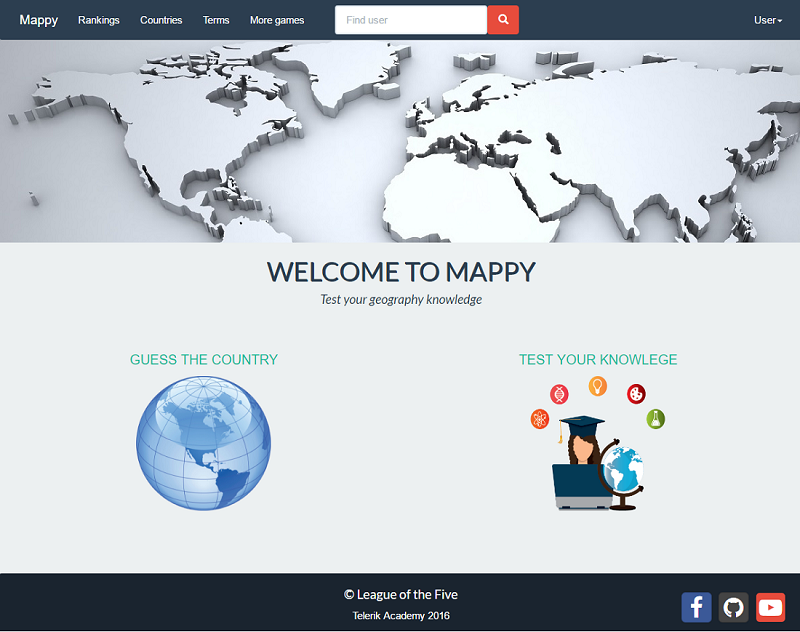 Mappy Rankings Countries Terms More games Find user User
WELCOME TO MAPPY
Test your geography knowledge
GUESS THE COUNTRY TEST YOUR KNOWLEGE
© League of the Five
Telerik Academy 2016